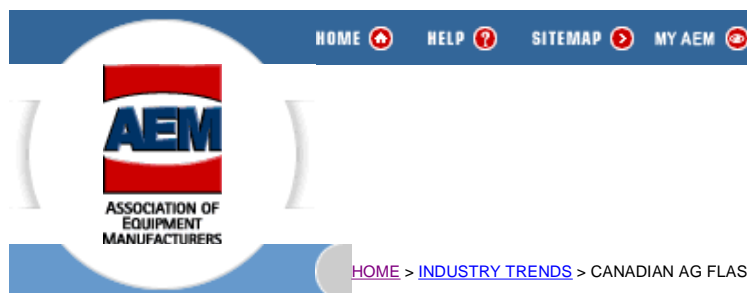 HOME HELP SITEMAP MY AEM
AEM
ASSOCIATION OF
EQUIPMENT
MANUFACTURERS
HOME > INDUSTRY TRENDS > CANADIAN AG FLAS